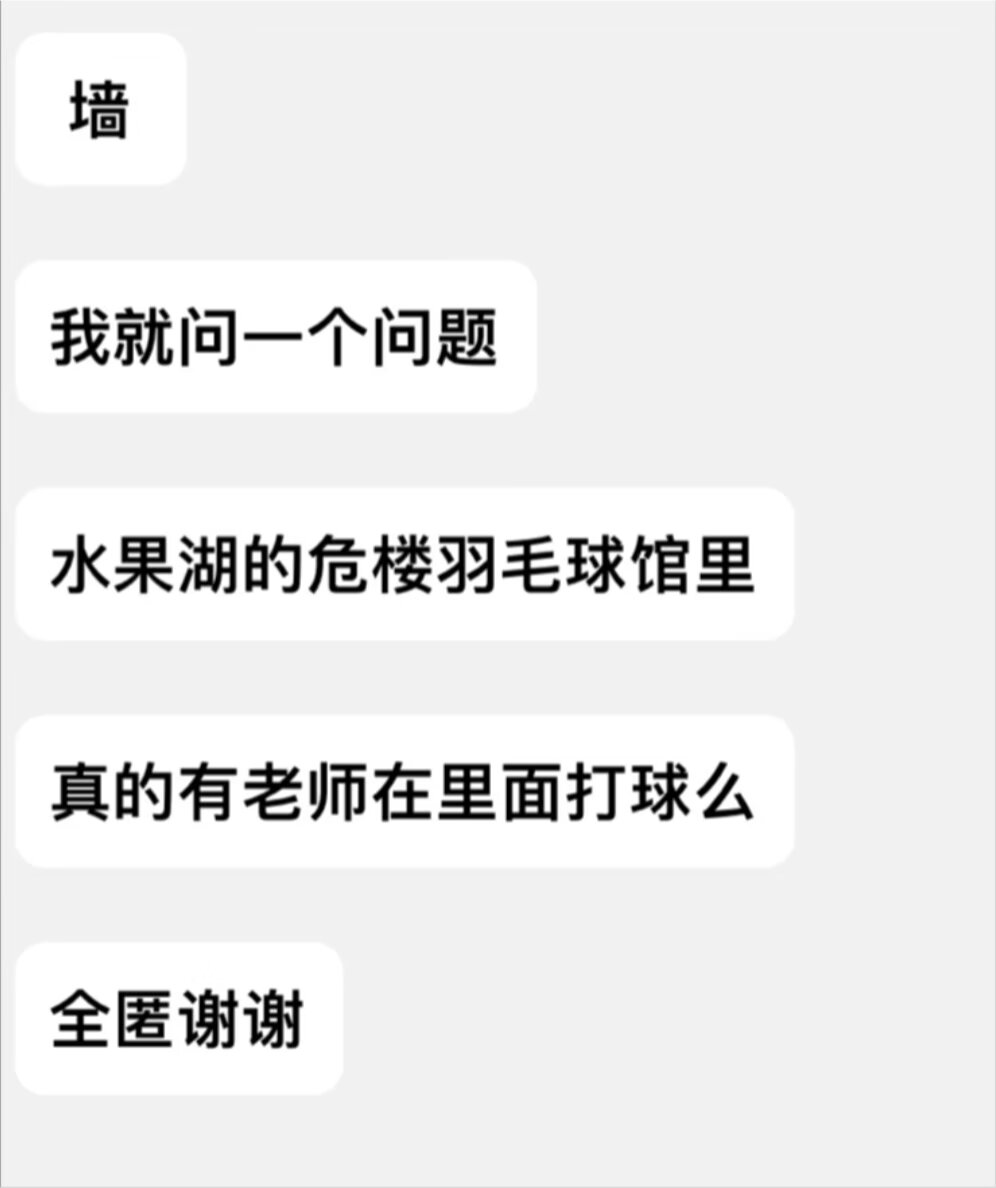 墙
我就问一个问题
水果湖的危楼羽毛球馆里
真的有老师在里面打球么
全匿谢谢